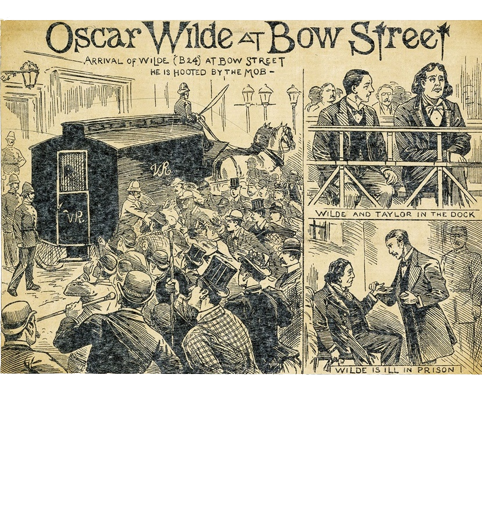 Oscar Wilde AT Bow Street
ARRIVAL OF WILDE {B24} AT BOW STREET
HE IS HOOTED BY THE MOB -
VR
VR
WILDE AND TAYLOR IN THE DOCK
WILDE IS ILL IN PRISON